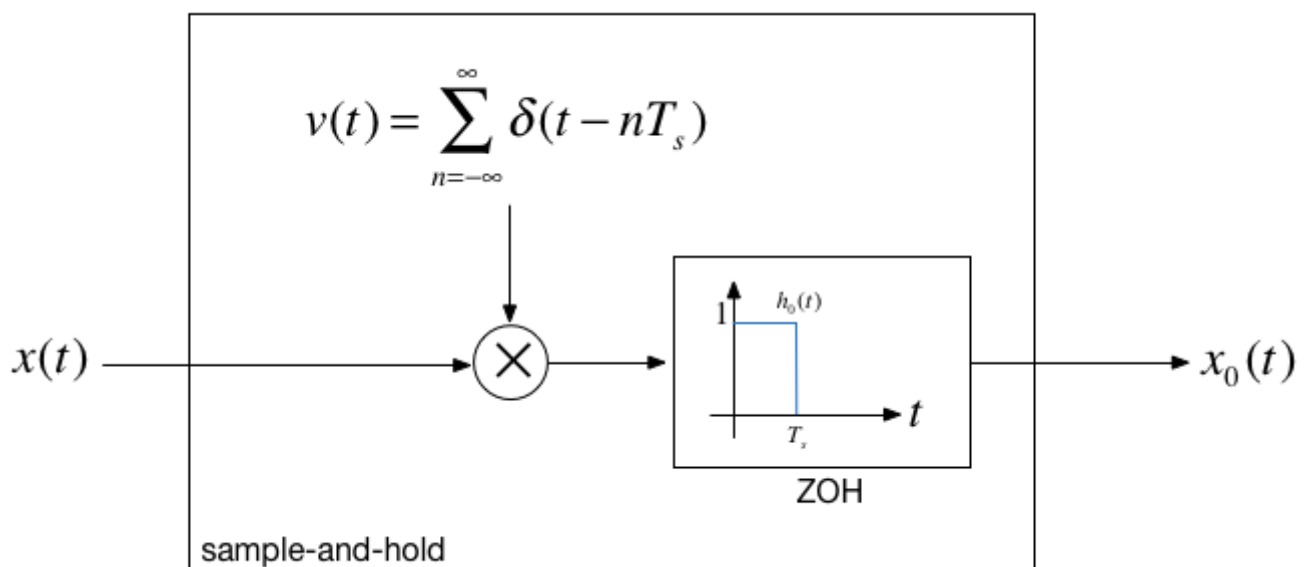 ∞
v(t) = ∑ δ(t − nT_s)
n=−∞
h_0(t)
1
x(t)
x_0(t)
t
T_s
ZOH
sample-and-hold